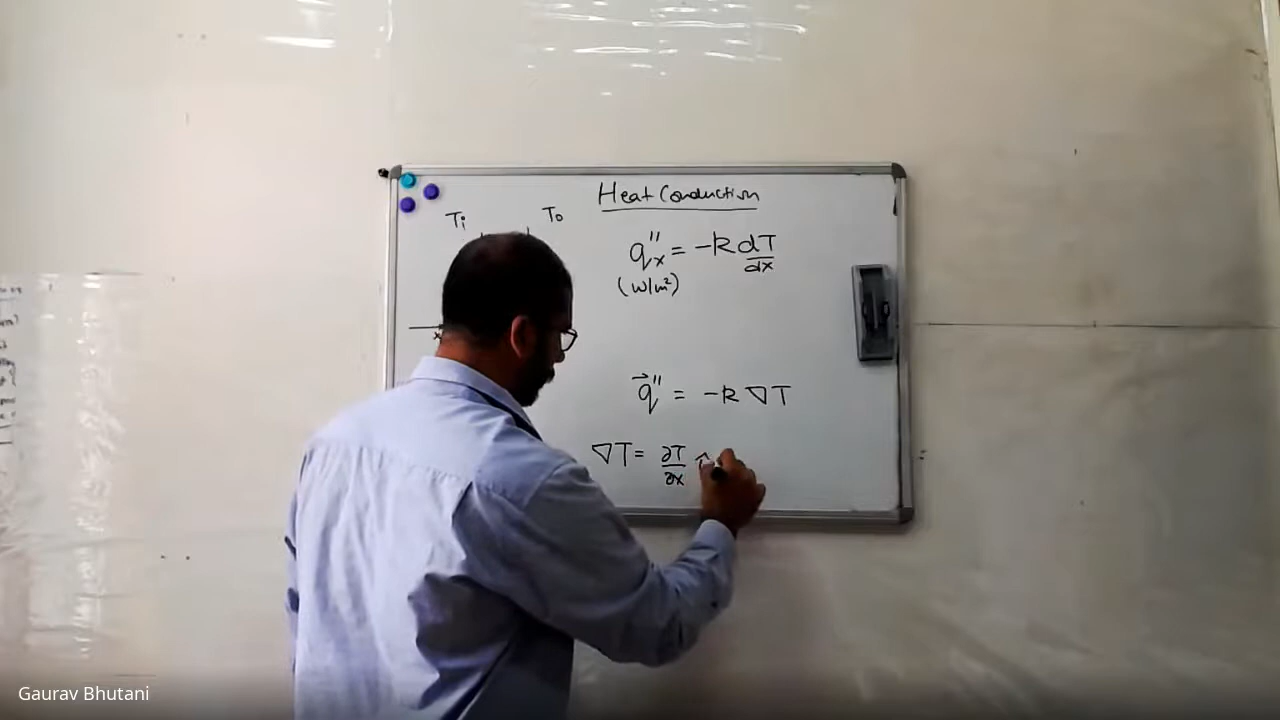 Heat Conduction
Ti To
q″x = -k dT/dx
(W/m²)
x
q⃗″ = -k ∇T
∇T = ∂T/∂x
Gaurav Bhutani